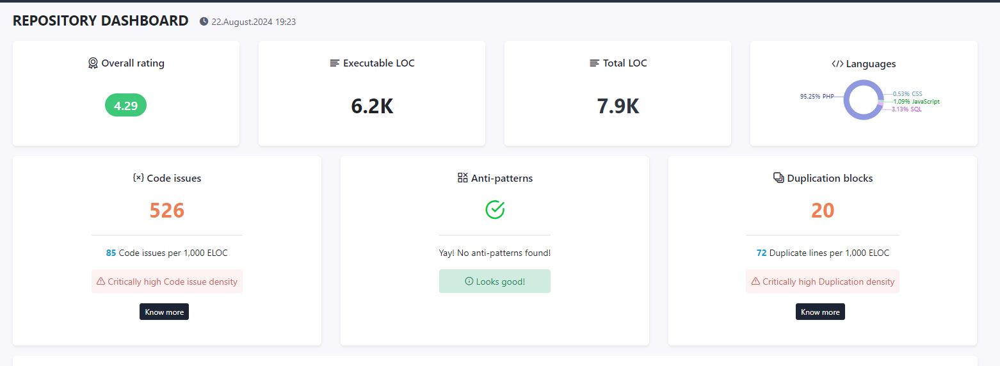 REPOSITORY DASHBOARD 22.August.2024 19:23
Overall rating
4.29
Executable LOC
6.2K
Total LOC
7.9K
Languages
95.25% PHP
0.53% CSS
1.09% JavaScript
3.13% SQL
Code issues
526
85 Code issues per 1,000 ELOC
Critically high Code issue density
Know more
Anti-patterns
Yay! No anti-patterns found!
Looks good!
Duplication blocks
20
72 Duplicate lines per 1,000 ELOC
Critically high Duplication density
Know more